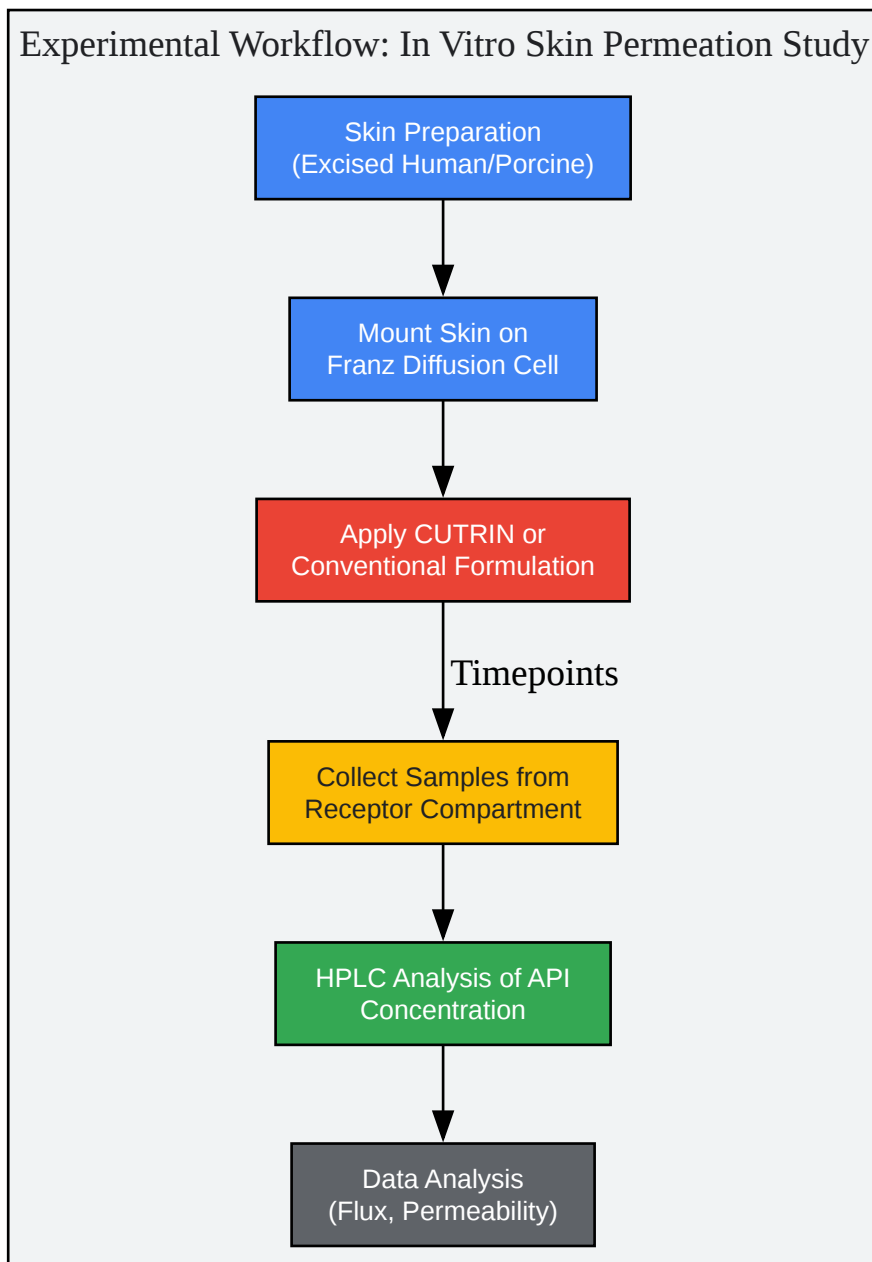 Experimental Workflow: In Vitro Skin Permeation Study
Skin Preparation
(Excised Human/Porcine)
Mount Skin on
Franz Diffusion Cell
Apply CUTRIN or
Conventional Formulation
Timepoints
Collect Samples from
Receptor Compartment
HPLC Analysis of API
Concentration
Data Analysis
(Flux, Permeability)